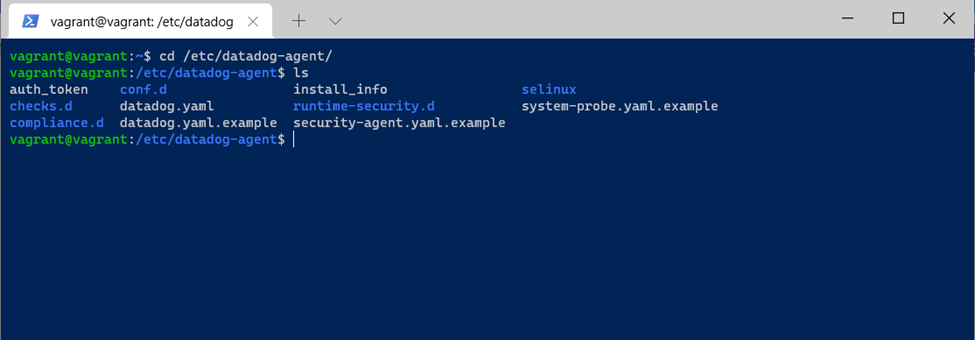 vagrant@vagrant: /etc/datadog
vagrant@vagrant:~$ cd /etc/datadog-agent/
vagrant@vagrant:/etc/datadog-agent$ ls
auth_token    conf.d                install_info                 selinux
checks.d      datadog.yaml          runtime-security.d           system-probe.yaml.example
compliance.d  datadog.yaml.example  security-agent.yaml.example
vagrant@vagrant:/etc/datadog-agent$